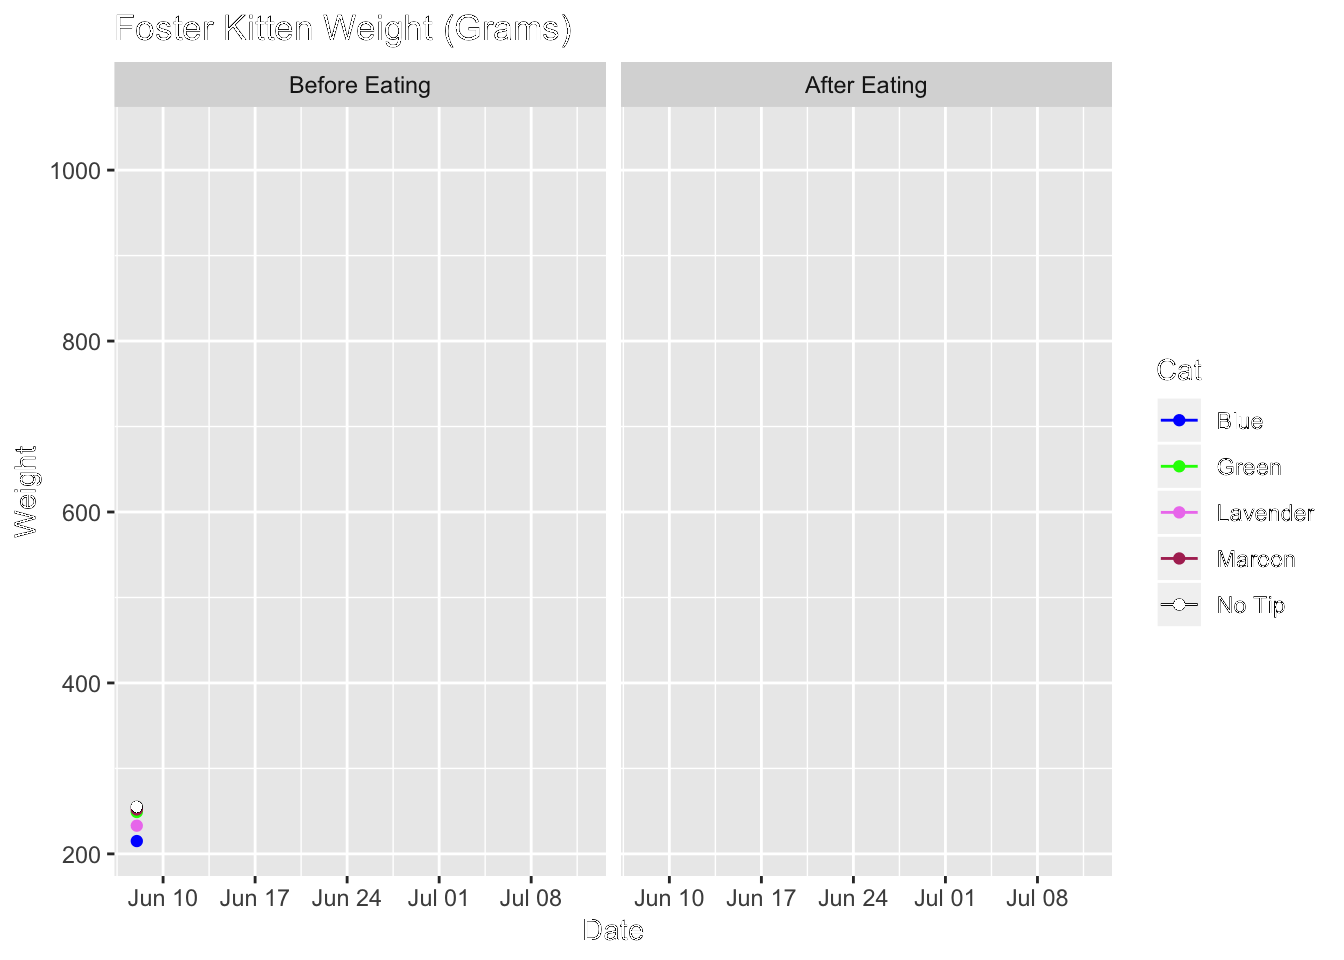 Foster Kitten Weight (Grams)
Before Eating
After Eating
1000
800
600
400
200
Weight
Jun 10 Jun 17 Jun 24 Jul 01 Jul 08
Jun 10 Jun 17 Jun 24 Jul 01 Jul 08
Date
Cat
Blue
Green
Lavender
Maroon
No Tip